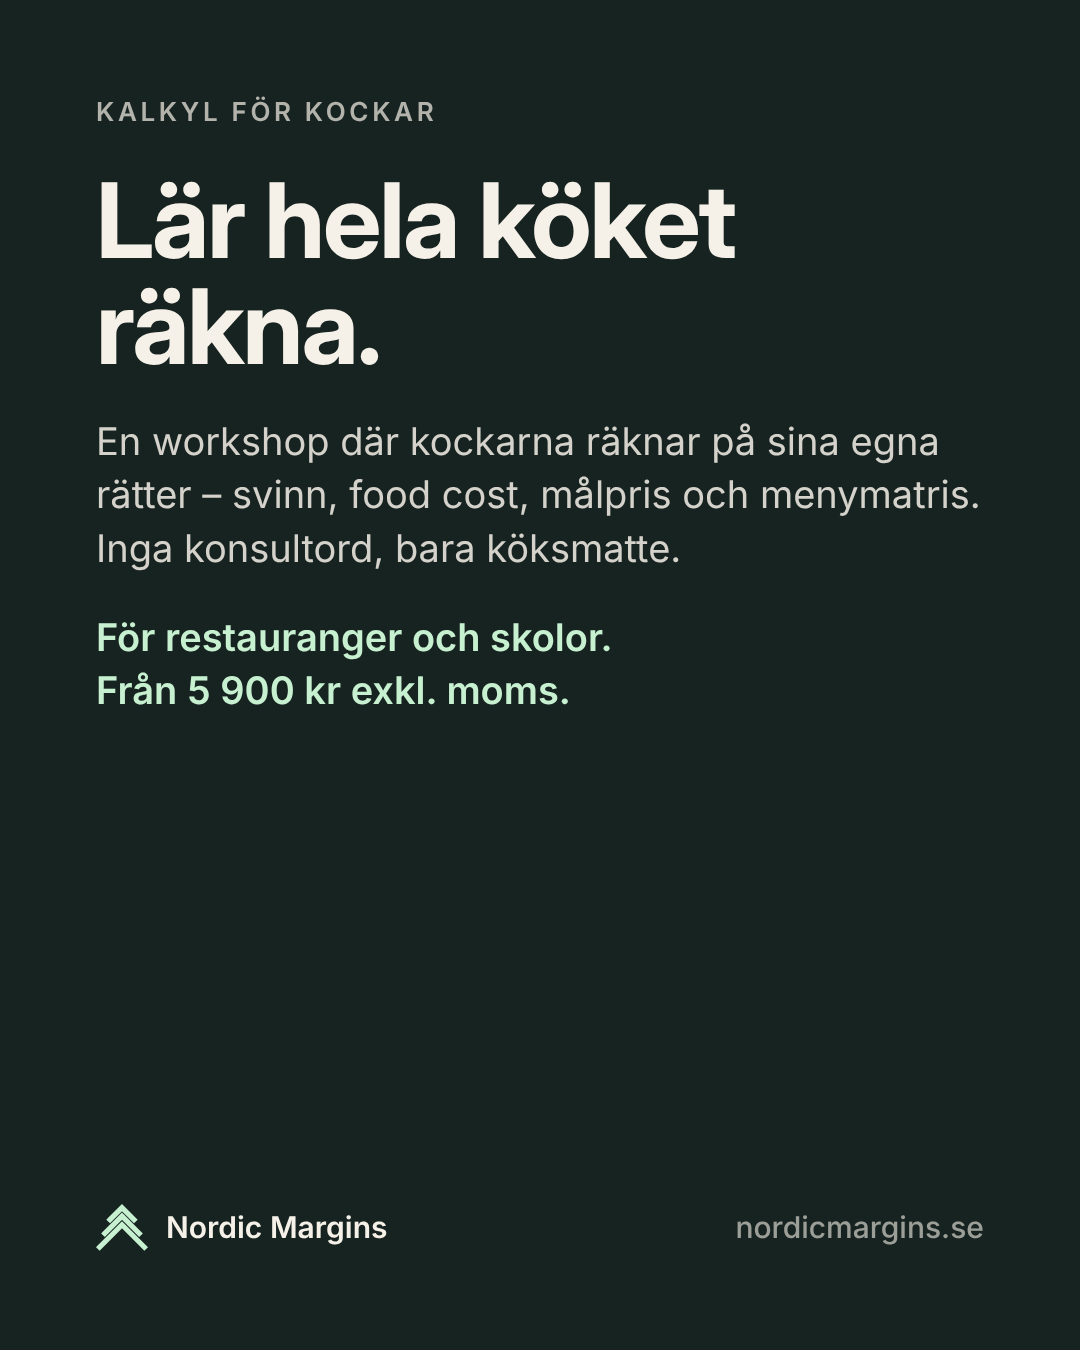 KALKYL FÖR KOCKAR
Lär hela köket
räkna.
En workshop där kockarna räknar på sina egna
rätter – svinn, food cost, målpris och menymatris.
Inga konsultord, bara köksmatte.
För restauranger och skolor.
Från 5 900 kr exkl. moms.
Nordic Margins
nordicmargins.se